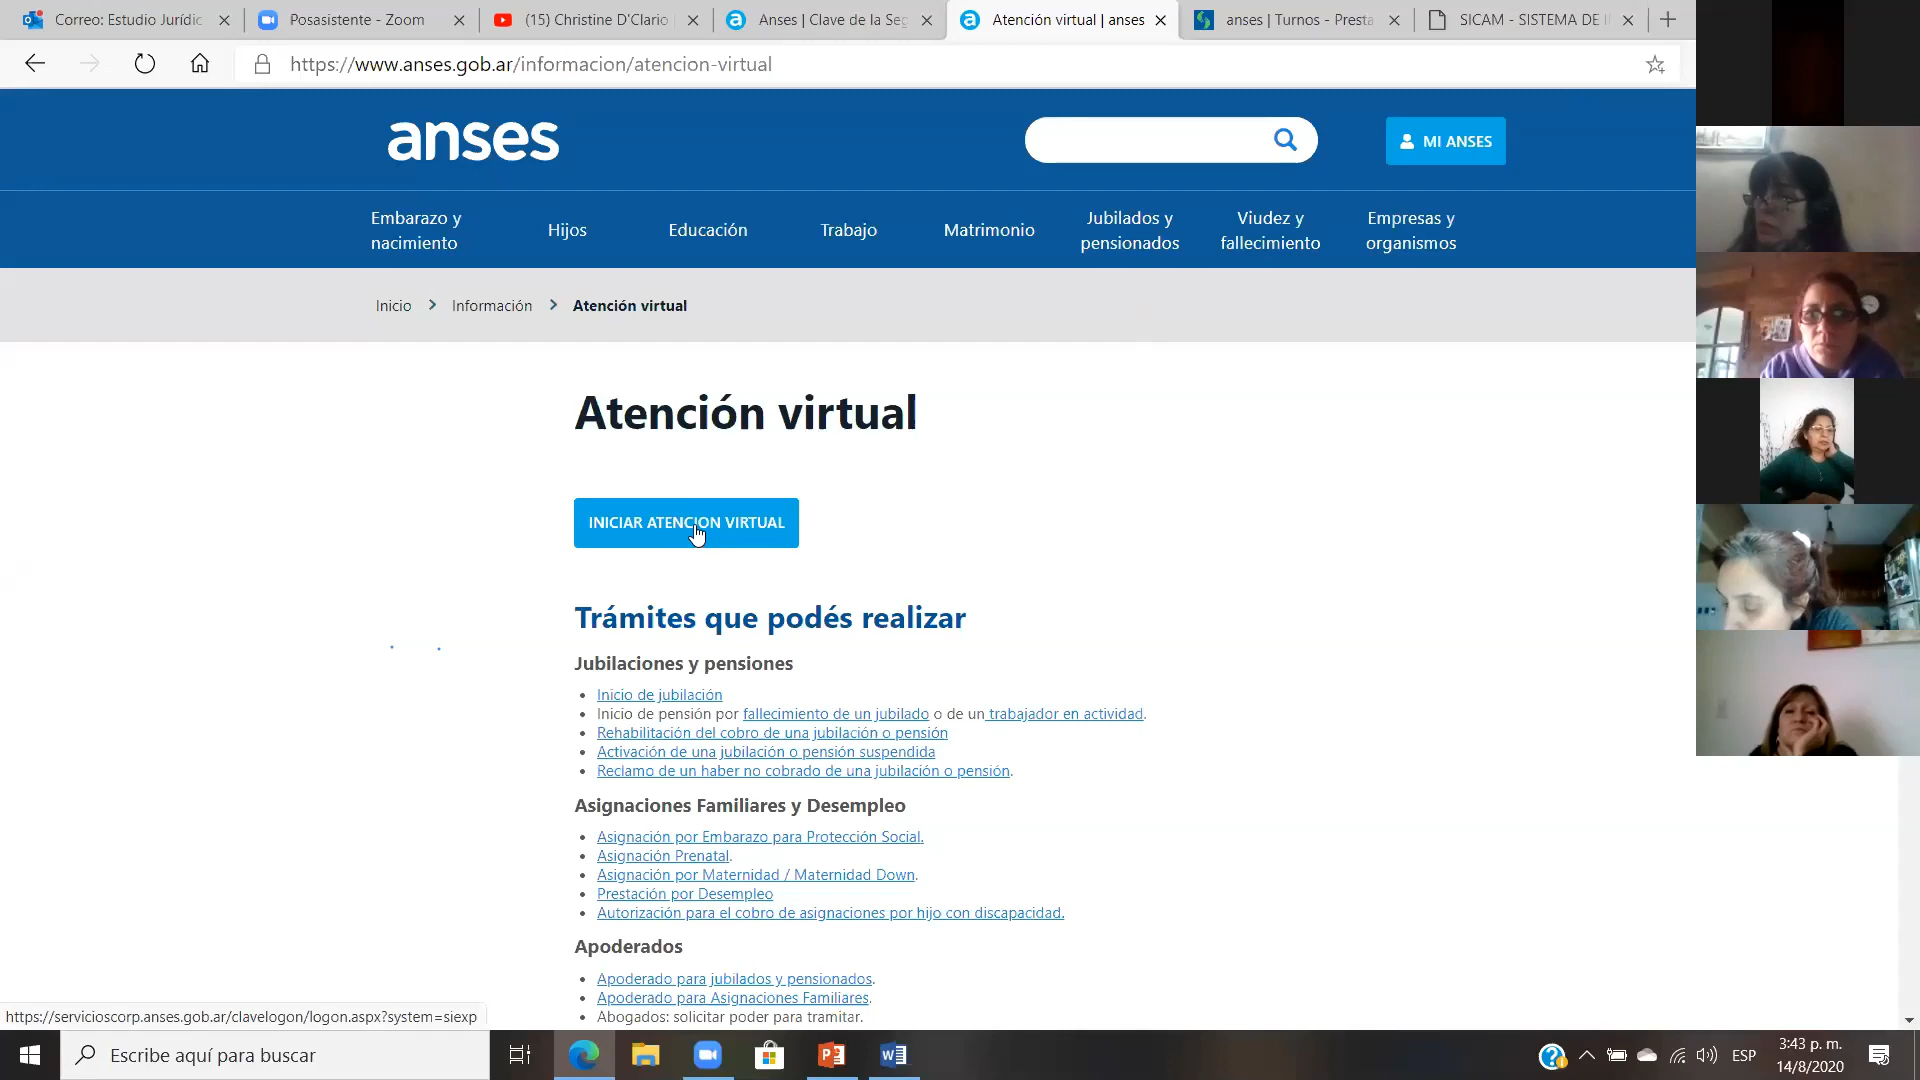 Correo: Estudio Jurídic
Posasistente - Zoom
(15) Christine D'Clario
Anses | Clave de la Seg
Atención virtual | anses
anses | Turnos - Presta
SICAM - SISTEMA DE I
https://www.anses.gob.ar/informacion/atencion-virtual
anses
MI ANSES
Embarazo y nacimiento
Hijos
Educación
Trabajo
Matrimonio
Jubilados y pensionados
Viudez y fallecimiento
Empresas y organismos
Inicio > Información > Atención virtual
Atención virtual
INICIAR ATENCION VIRTUAL
Trámites que podés realizar
Jubilaciones y pensiones
• Inicio de jubilación
• Inicio de pensión por fallecimiento de un jubilado o de un trabajador en actividad.
• Rehabilitación del cobro de una jubilación o pensión
• Activación de una jubilación o pensión suspendida
• Reclamo de un haber no cobrado de una jubilación o pensión.
Asignaciones Familiares y Desempleo
• Asignación por Embarazo para Protección Social.
• Asignación Prenatal.
• Asignación por Maternidad / Maternidad Down.
• Prestación por Desempleo
• Autorización para el cobro de asignaciones por hijo con discapacidad.
Apoderados
• Apoderado para jubilados y pensionados.
• Apoderado para Asignaciones Familiares.
• Abogados: solicitar poder para tramitar.
https://servicioscorp.anses.gob.ar/clavelogon/logon.aspx?system=siexp
Escribe aquí para buscar
ESP
3:43 p. m.
14/8/2020